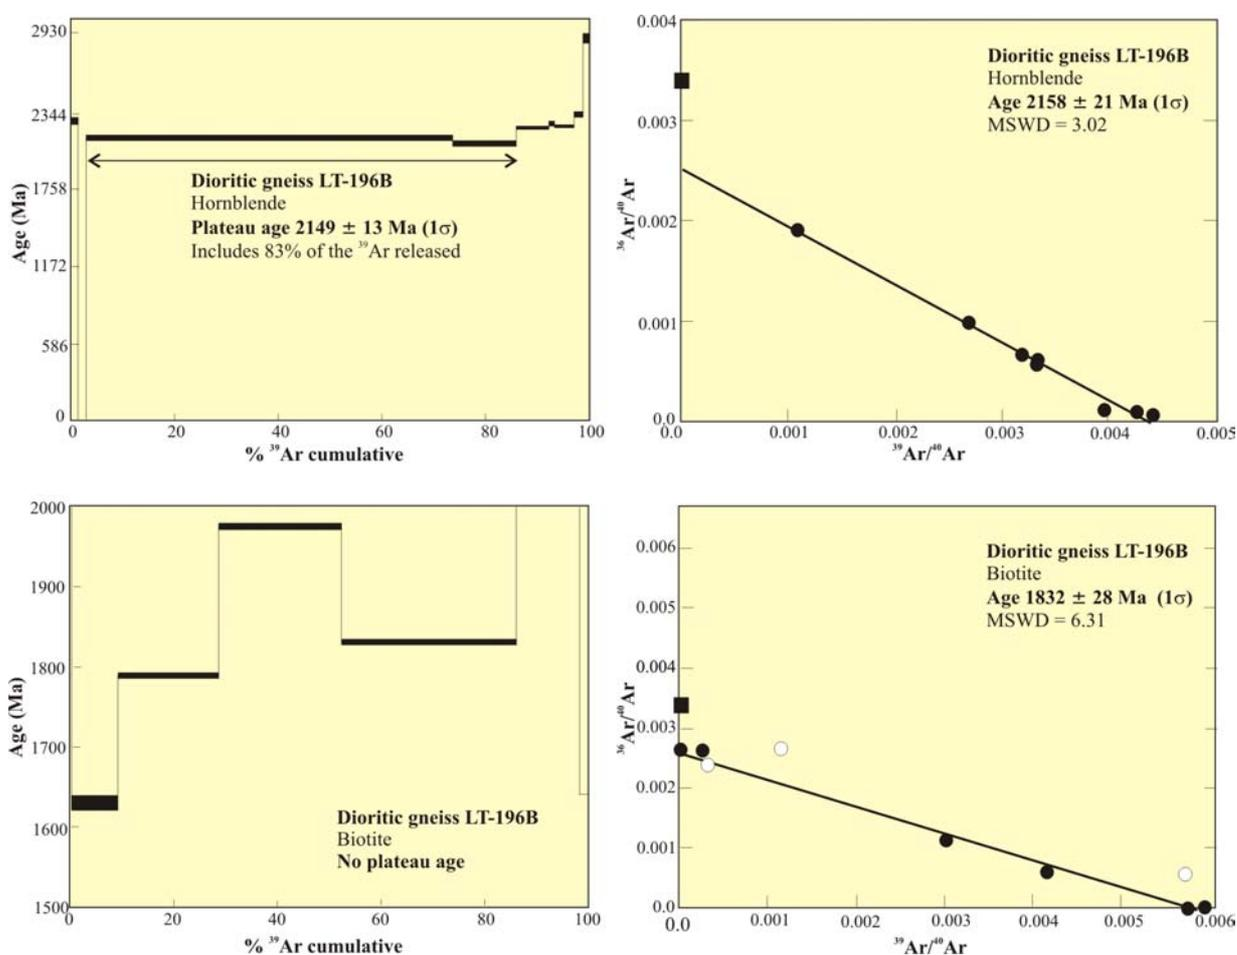 2930
2344
1758
1172
586
0
Age (Ma)
Dioritic gneiss LT-196B
Hornblende
Plateau age 2149 ± 13 Ma (1σ)
Includes 83% of the ³⁹Ar released
0 20 40 60 80 100
% ³⁹Ar cumulative
0.004
0.003
0.002
0.001
0.0
³⁶Ar/⁴⁰Ar
Dioritic gneiss LT-196B
Hornblende
Age 2158 ± 21 Ma (1σ)
MSWD = 3.02
0.0 0.001 0.002 0.003 0.004 0.005
³⁹Ar/⁴⁰Ar
2000
1900
1800
1700
1600
1500
Age (Ma)
Dioritic gneiss LT-196B
Biotite
No plateau age
0 20 40 60 80 100
% ³⁹Ar cumulative
0.006
0.005
0.004
0.003
0.002
0.001
0.0
³⁶Ar/⁴⁰Ar
Dioritic gneiss LT-196B
Biotite
Age 1832 ± 28 Ma (1σ)
MSWD = 6.31
0.0 0.001 0.002 0.003 0.004 0.005 0.006
³⁹Ar/⁴⁰Ar